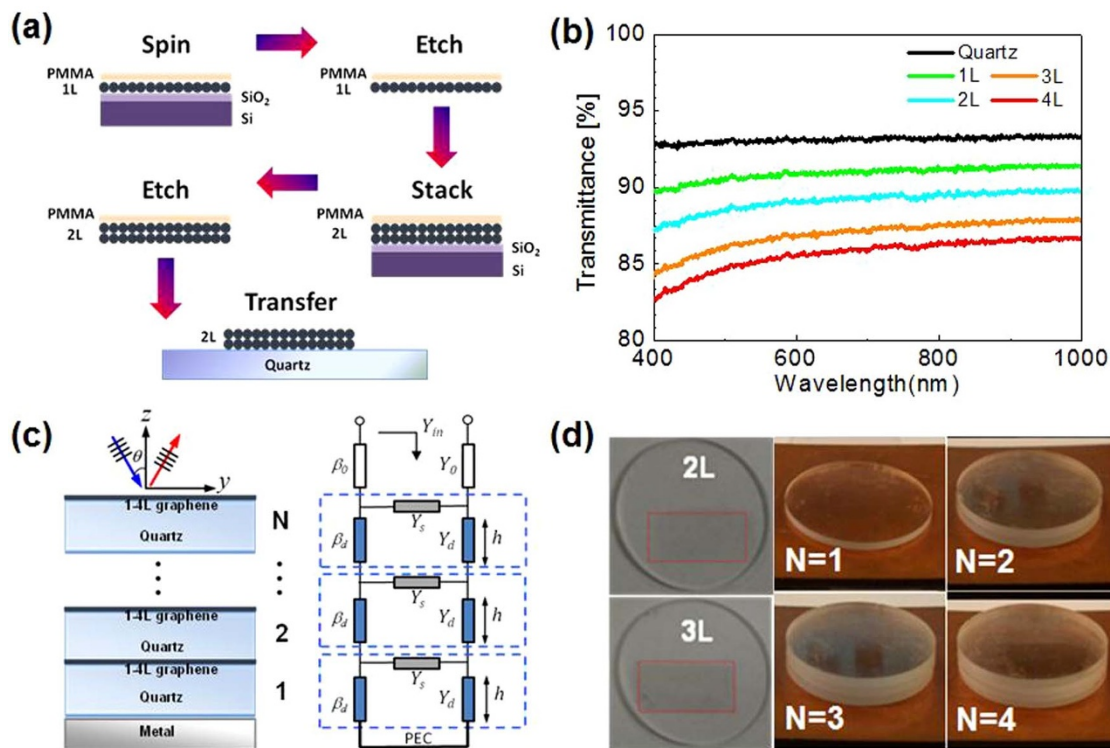 (a)
Spin
PMMA
1L
SiO₂
Si
Etch
PMMA
1L
Etch
PMMA
2L
Stack
PMMA
2L
SiO₂
Si
Transfer
2L
Quartz
(b)
100
95
90
85
80
Transmittance [%]
Quartz
1L 3L
2L 4L
400 600 800 1000
Wavelength(nm)
(c)
z
θ
y
1-4L graphene
Quartz
N
1-4L graphene
Quartz
2
1-4L graphene
Quartz
1
Metal
Yin
β0 Y0
Ys
βd Yd h
Ys
βd Yd h
Ys
βd Yd h
PEC
(d)
2L
N=1
N=2
3L
N=3
N=4